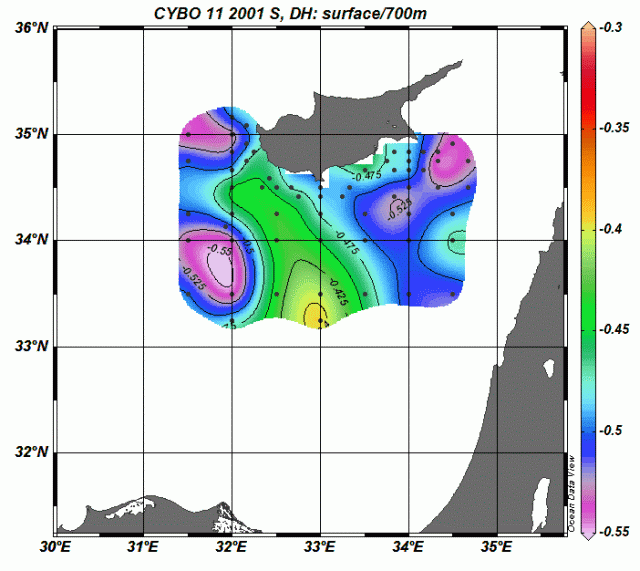 CYBO 11 2001 S, DH: surface/700m
36°N
35°N
34°N
33°N
32°N
30°E
31°E
32°E
33°E
34°E
35°E
-0.475
-0.525
-0.55
-0.5
-0.475
-0.525
-0.425
-0.3
-0.35
-0.4
-0.45
-0.5
-0.55
Ocean Data View